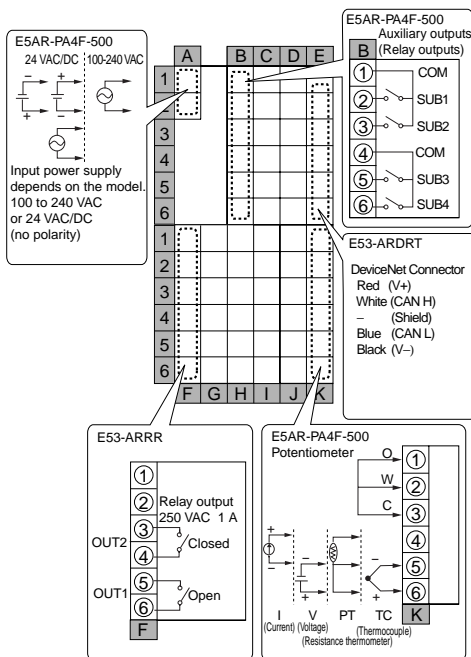 E5AR-PA4F-500
24 VAC/DC 100-240 VAC
− + 
+ −
Input power supply
depends on the model.
100 to 240 VAC
or 24 VAC/DC
(no polarity)
A B C D E
1
3
4
5
6
1
2
3
4
5
6
F G H I J K
E5AR-PA4F-500
Auxiliary outputs
(Relay outputs)
B
1 COM
2 SUB1
3 SUB2
4 COM
5 SUB3
6 SUB4
E53-ARDRT
DeviceNet Connector
Red (V+)
White (CAN H)
− (Shield)
Blue (CAN L)
Black (V−)
E53-ARRR
1
2
Relay output
250 VAC 1 A
3
OUT2 Closed
4
5
OUT1 Open
6
F
E5AR-PA4F-500
Potentiometer
O 1
W 2
C 3
4
+ − − 5
− + + 6
I V PT TC K
(Current) (Voltage) (Thermocouple)
(Resistance thermometer)